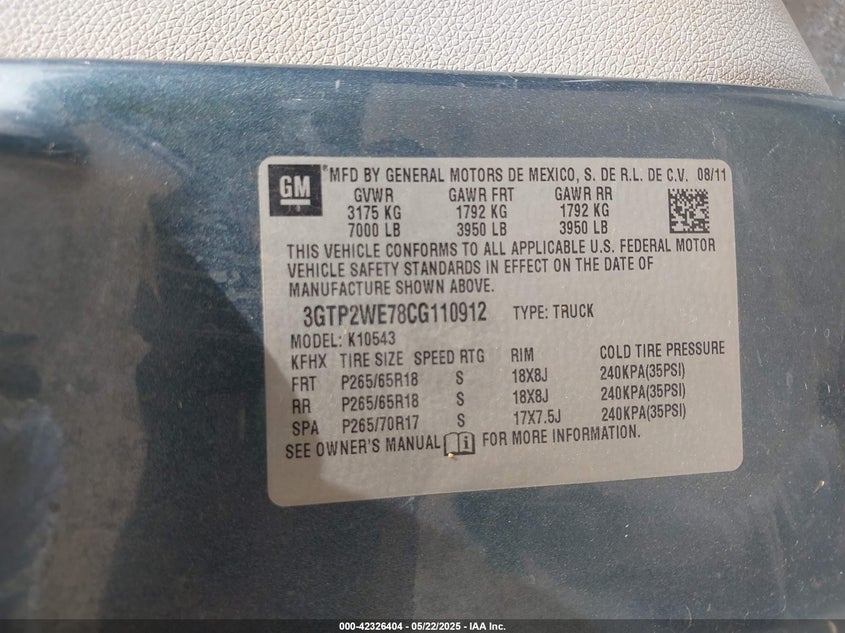 GM
MFD BY GENERAL MOTORS DE MEXICO, S. DE R.L. DE C.V. 08/11
GVWR GAWR FRT GAWR RR
3175 KG 1792 KG 1792 KG
7000 LB 3950 LB 3950 LB
THIS VEHICLE CONFORMS TO ALL APPLICABLE U.S. FEDERAL MOTOR
VEHICLE SAFETY STANDARDS IN EFFECT ON THE DATE OF
MANUFACTURE SHOWN ABOVE.
3GTP2WE78CG110912 TYPE: TRUCK
MODEL: K10543
KFHX TIRE SIZE SPEED RTG RIM COLD TIRE PRESSURE
FRT P265/65R18 S 18X8J 240KPA(35PSI)
RR P265/65R18 S 18X8J 240KPA(35PSI)
SPA P265/70R17 S 17X7.5J 240KPA(35PSI)
SEE OWNER'S MANUAL i FOR MORE INFORMATION.
000-42326404 - 05/22/2025 - IAA Inc.